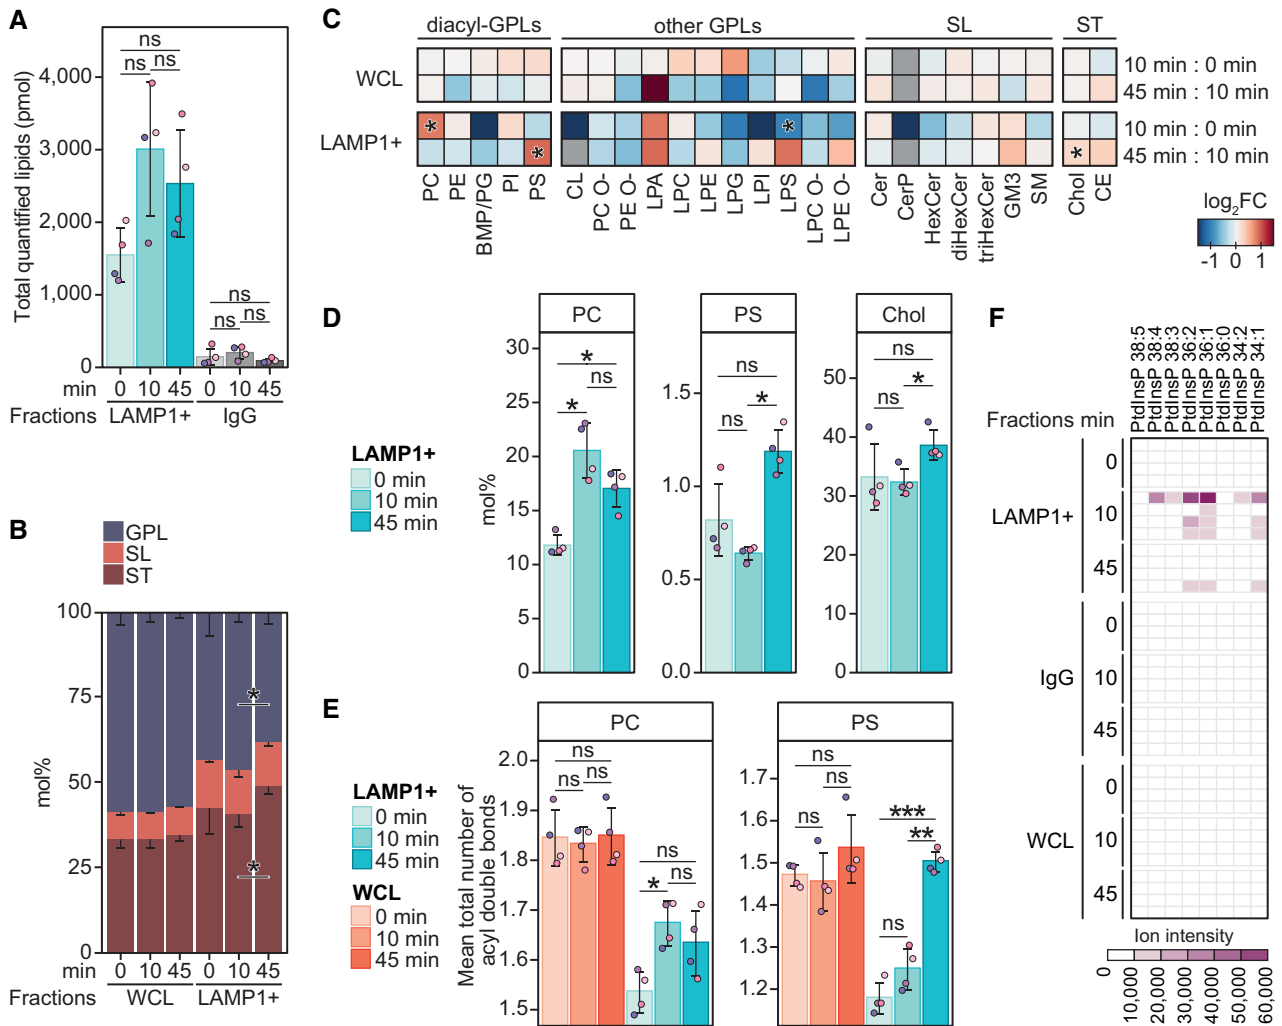 A
Total quantified lipids (pmol)
4,000
3,000
2,000
1,000
0
ns
ns ns
ns
ns ns
min 0 10 45 0 10 45
Fractions LAMP1+ IgG
B
GPL
SL
ST
mol%
100
75
50
25
0
*
*
min 0 10 45 0 10 45
Fractions WCL LAMP1+
C
diacyl-GPLs other GPLs SL ST
WCL
10 min : 0 min
45 min : 10 min
LAMP1+
10 min : 0 min
45 min : 10 min
* *
* *
PC PE BMP/PG PI PS CL PC O- PE O- LPA LPC LPE LPG LPI LPS LPC O- LPE O- Cer CerP HexCer diHexCer triHexCer GM3 SM Chol CE
log2FC
-1 0 1
D
LAMP1+
0 min
10 min
45 min
mol%
PC
30
25
20
15
10
5
0
*
ns
*
PS
1.5
1.0
0.5
0.0
ns
*
ns
Chol
50
40
30
20
10
0
ns
*
ns
E
LAMP1+
0 min
10 min
45 min
WCL
0 min
10 min
45 min
Mean total number of
acyl double bonds
PC
2.0
1.9
1.8
1.7
1.6
1.5
ns
ns ns
ns
* ns
PS
1.7
1.6
1.5
1.4
1.3
1.2
ns
ns
ns
***
**
ns
F
PtdInsP 38:5
PtdInsP 38:4
PtdInsP 38:3
PtdInsP 36:2
PtdInsP 36:1
PtdInsP 36:0
PtdInsP 34:2
PtdInsP 34:1
Fractions min
LAMP1+
0
10
45
IgG
0
10
45
WCL
0
10
45
Ion intensity
0
10,000
20,000
30,000
40,000
50,000
60,000